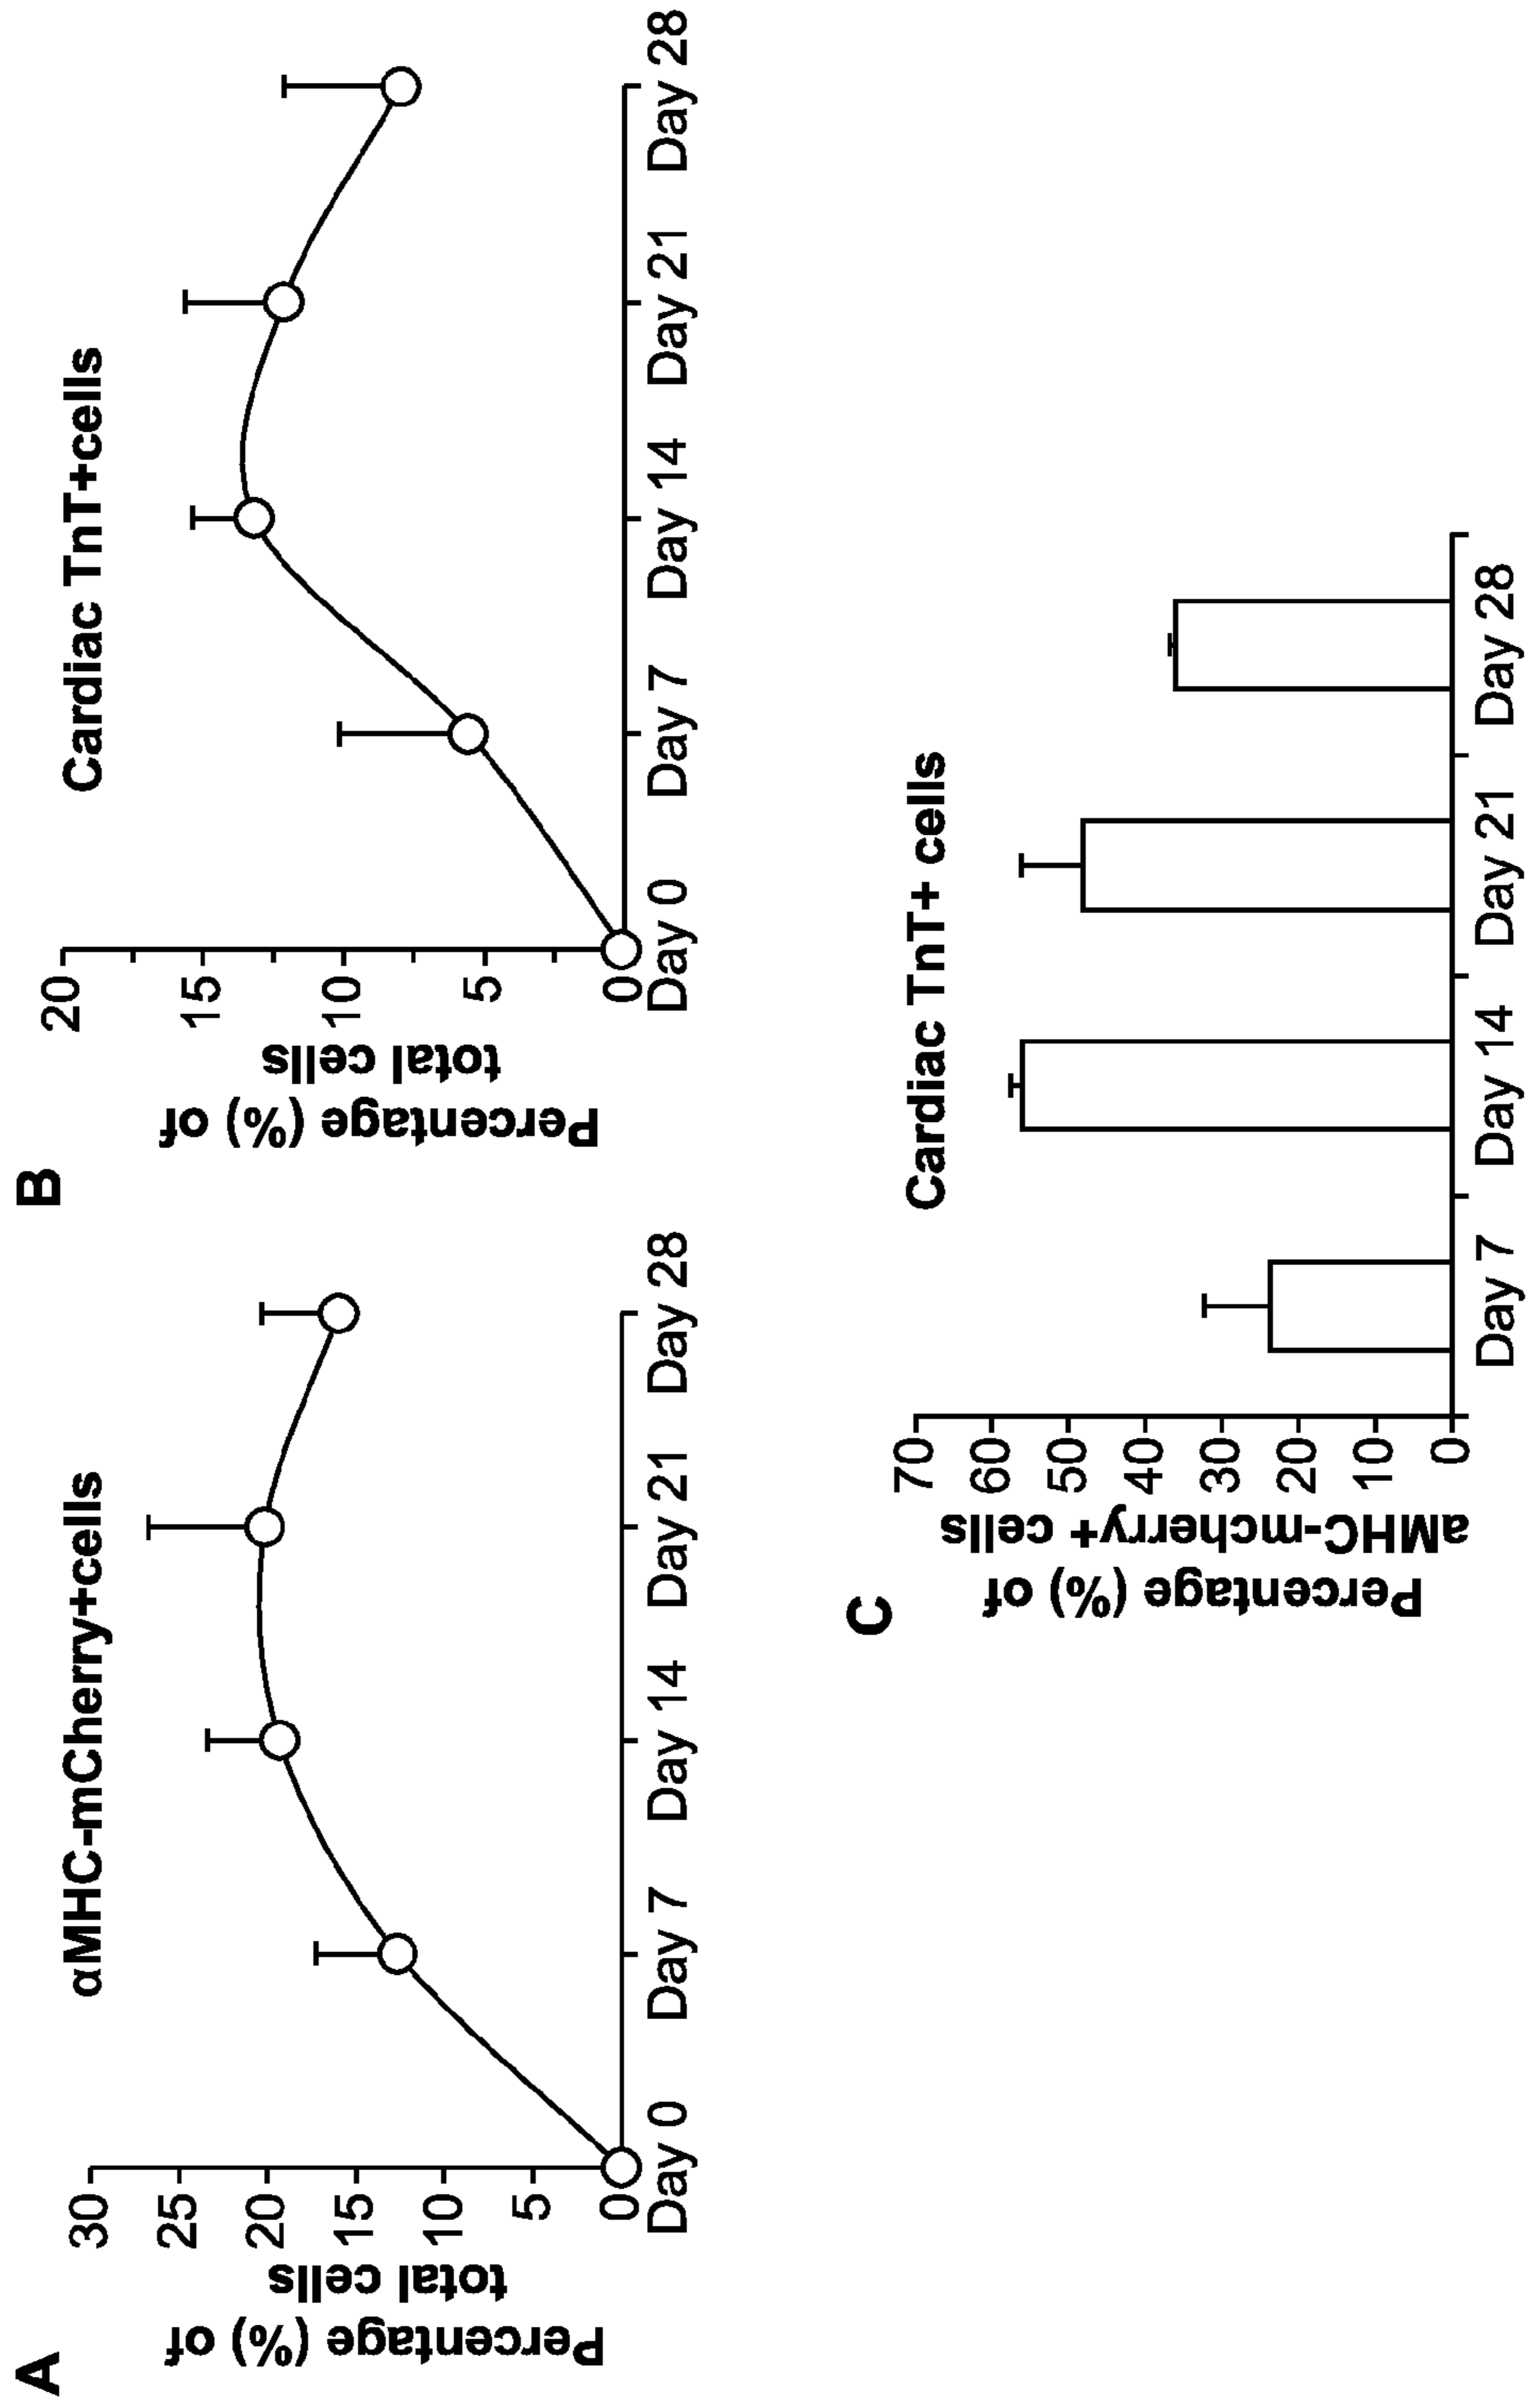 A
αMHC-mCherry+cells
Percentage (%) of
total cells
30
25
20
15
10
5
0
Day 0
Day 7
Day 14
Day 21
Day 28
B
Cardiac TnT+cells
Percentage (%) of
total cells
20
15
10
5
0
Day 0
Day 7
Day 14
Day 21
Day 28
C
Cardiac TnT+ cells
Percentage (%) of
aMHC-mcherry+ cells
70
60
50
40
30
20
10
0
Day 7
Day 14
Day 21
Day 28